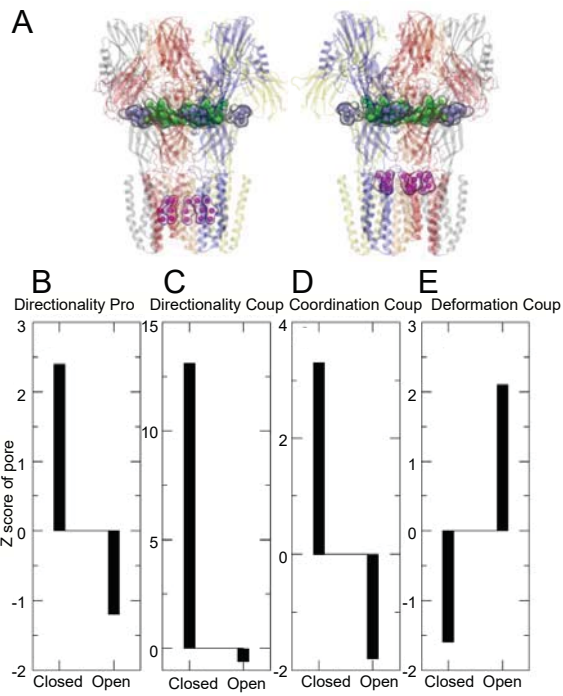 A
B C D E
Directionality Pro Directionality Coup Coordination Coup Deformation Coup
3 15 4 3
2 10 2 2
1 5 1
Z score of pore
0 0 0 0
-1 -1
-2 -2 -2
Closed Open Closed Open Closed Open Closed Open